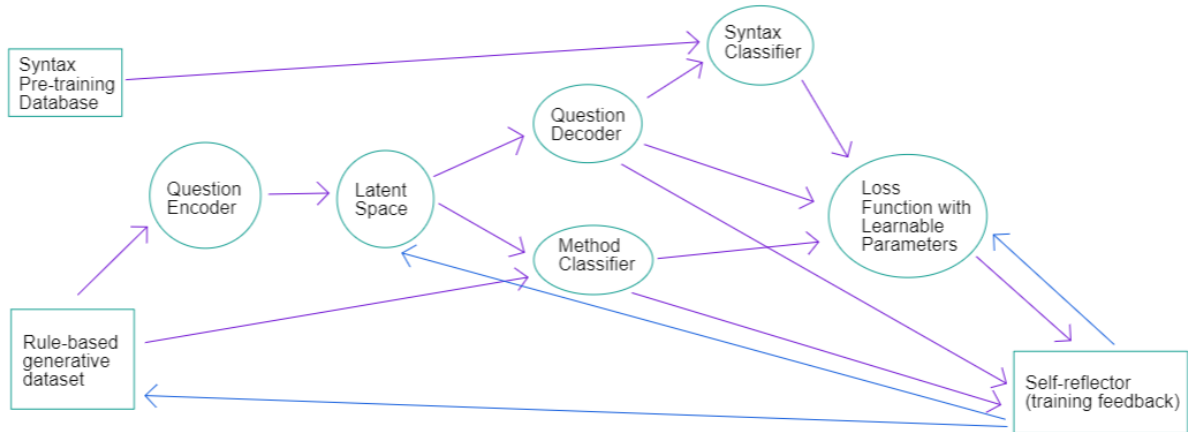 Syntax
Classifier
Syntax
Pre-training
Database
Question
Decoder
Question
Encoder
Latent
Space
Loss
Function with
Learnable
Parameters
Method
Classifier
Rule-based
generative
dataset
Self-reflector
(training feedback)